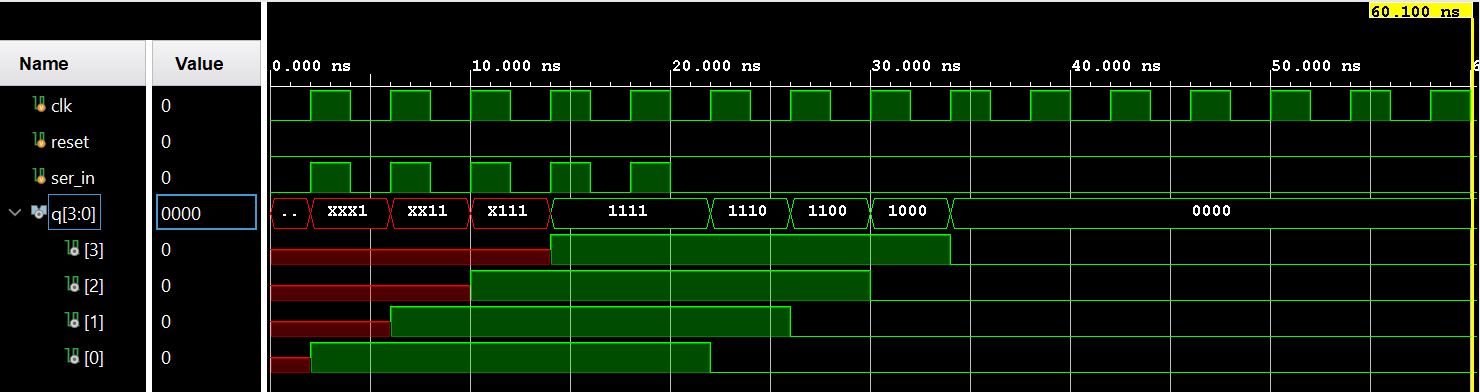 60.100 ns
Name Value
0.000 ns 10.000 ns 20.000 ns 30.000 ns 40.000 ns 50.000 ns 6
clk 0
reset 0
ser_in 0
q[3:0] 0000 .. XXX1 XX11 X111 1111 1110 1100 1000 0000
[3] 0
[2] 0
[1] 0
[0] 0